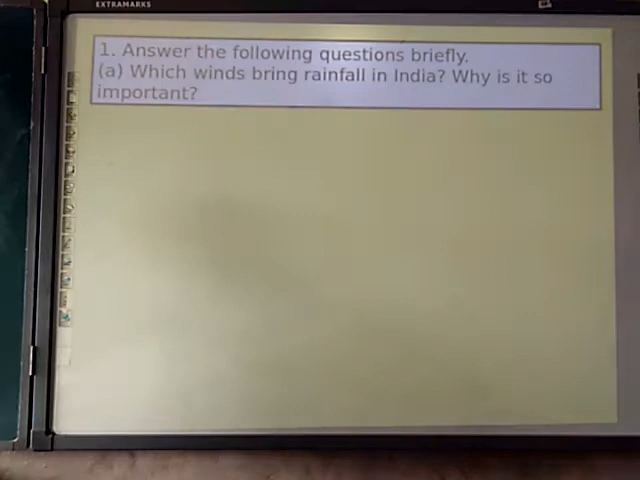 EXTRAMARKS
1. Answer the following questions briefly.
(a) Which winds bring rainfall in India? Why is it so
important?